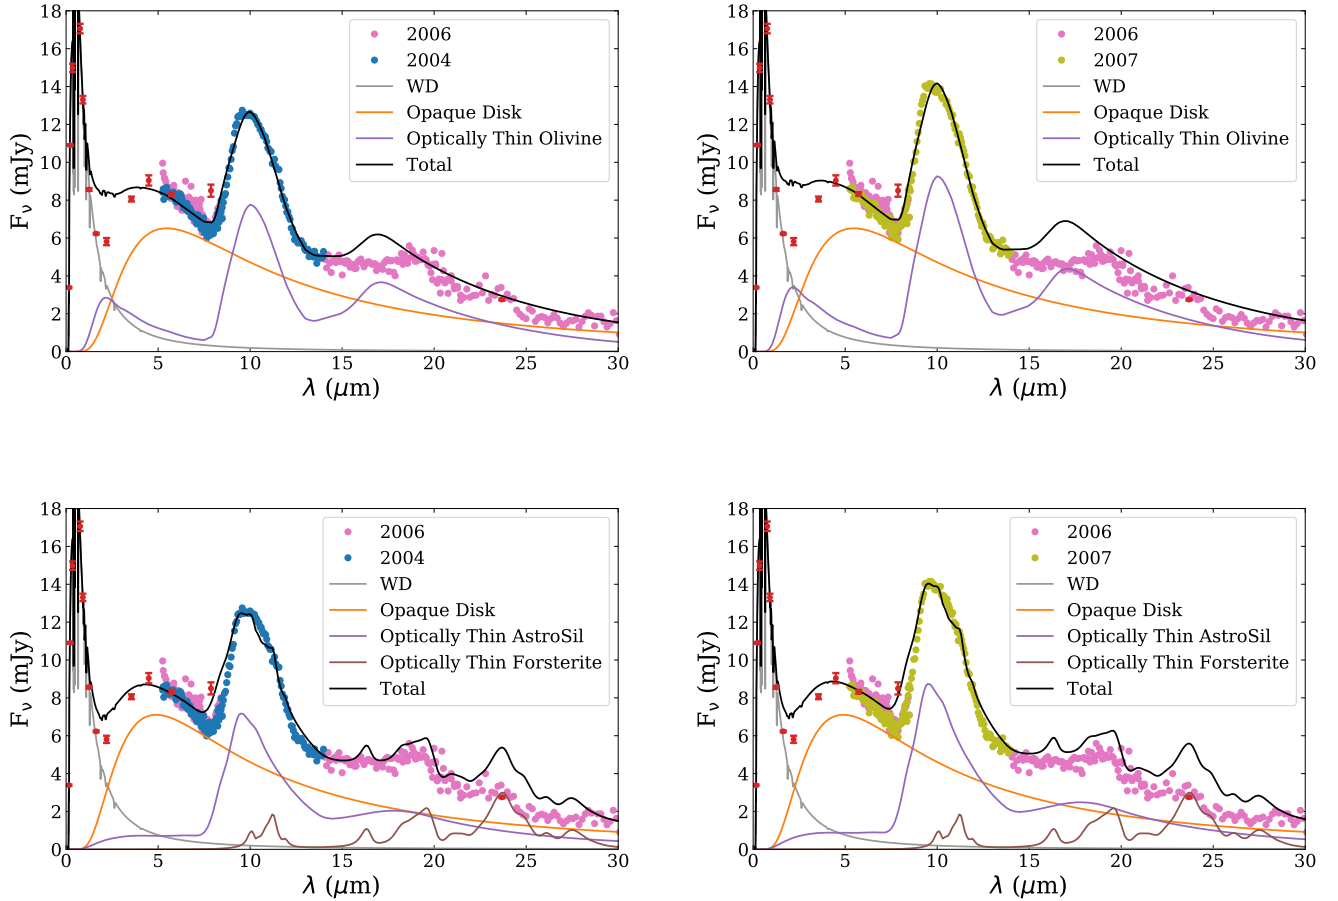 18
16
14
12
10
8
6
4
2
0
F_ν (mJy)
2006
2004
WD
Opaque Disk
Optically Thin Olivine
Total
0 5 10 15 20 25 30
λ (μm)
18
16
14
12
10
8
6
4
2
0
F_ν (mJy)
2006
2007
WD
Opaque Disk
Optically Thin Olivine
Total
0 5 10 15 20 25 30
λ (μm)
18
16
14
12
10
8
6
4
2
0
F_ν (mJy)
2006
2004
WD
Opaque Disk
Optically Thin AstroSil
Optically Thin Forsterite
Total
0 5 10 15 20 25 30
λ (μm)
18
16
14
12
10
8
6
4
2
0
F_ν (mJy)
2006
2007
WD
Opaque Disk
Optically Thin AstroSil
Optically Thin Forsterite
Total
0 5 10 15 20 25 30
λ (μm)